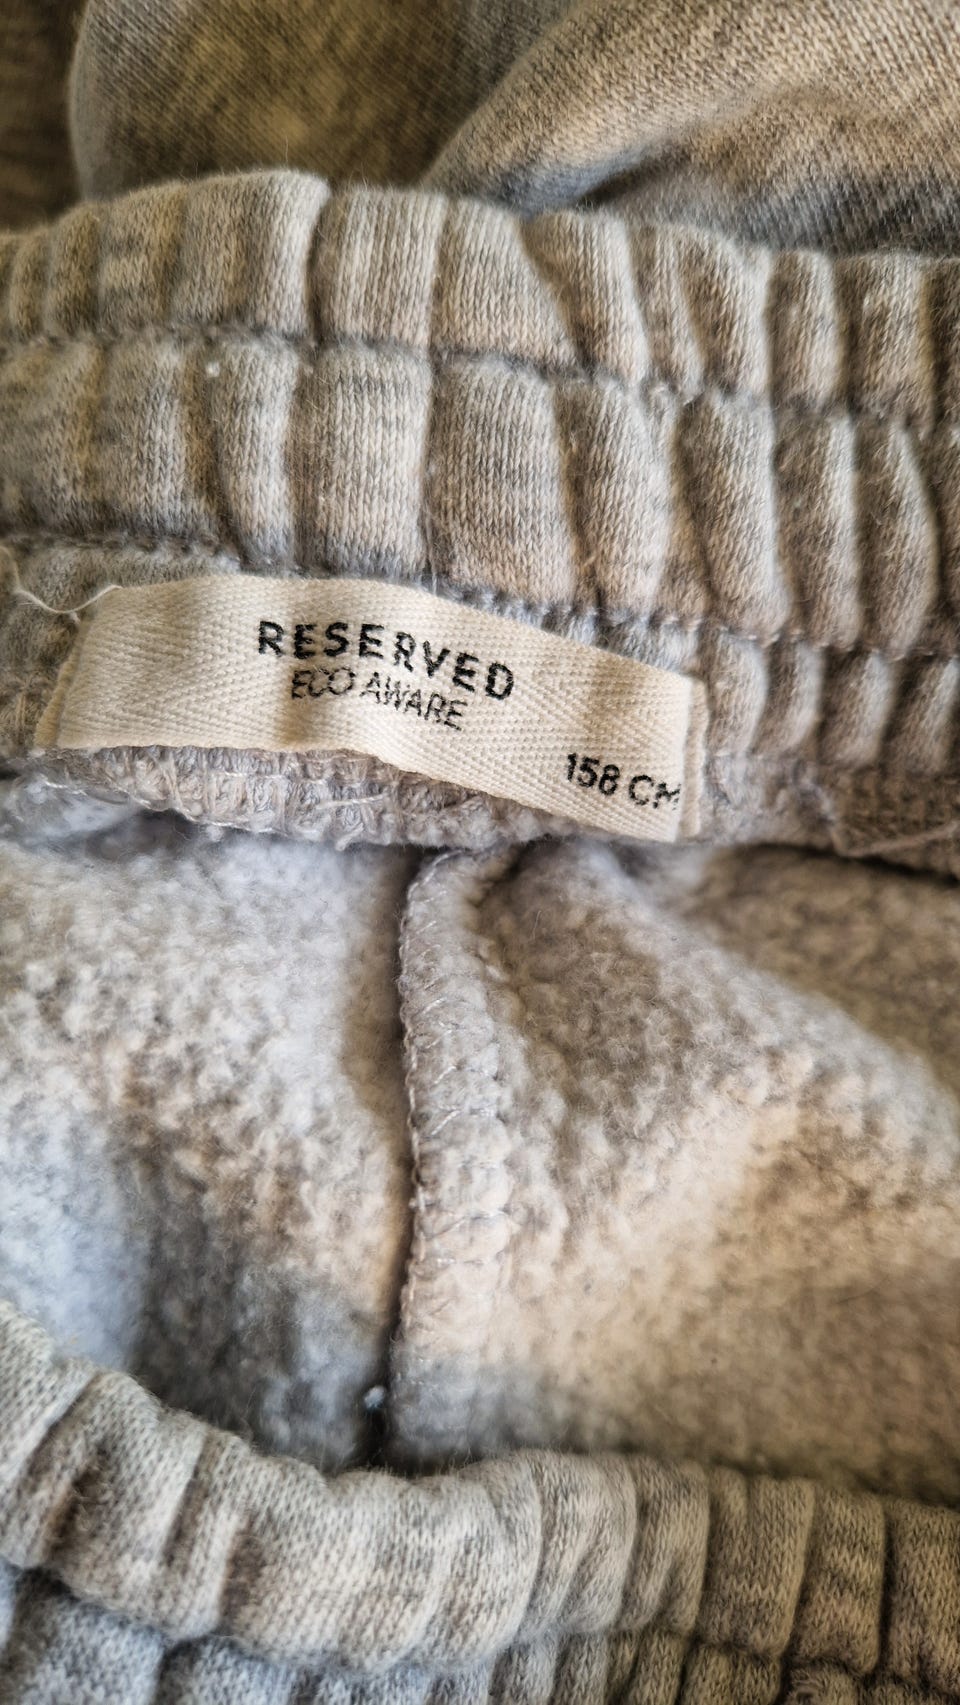 RESERVED
ECO AWARE
158 CM